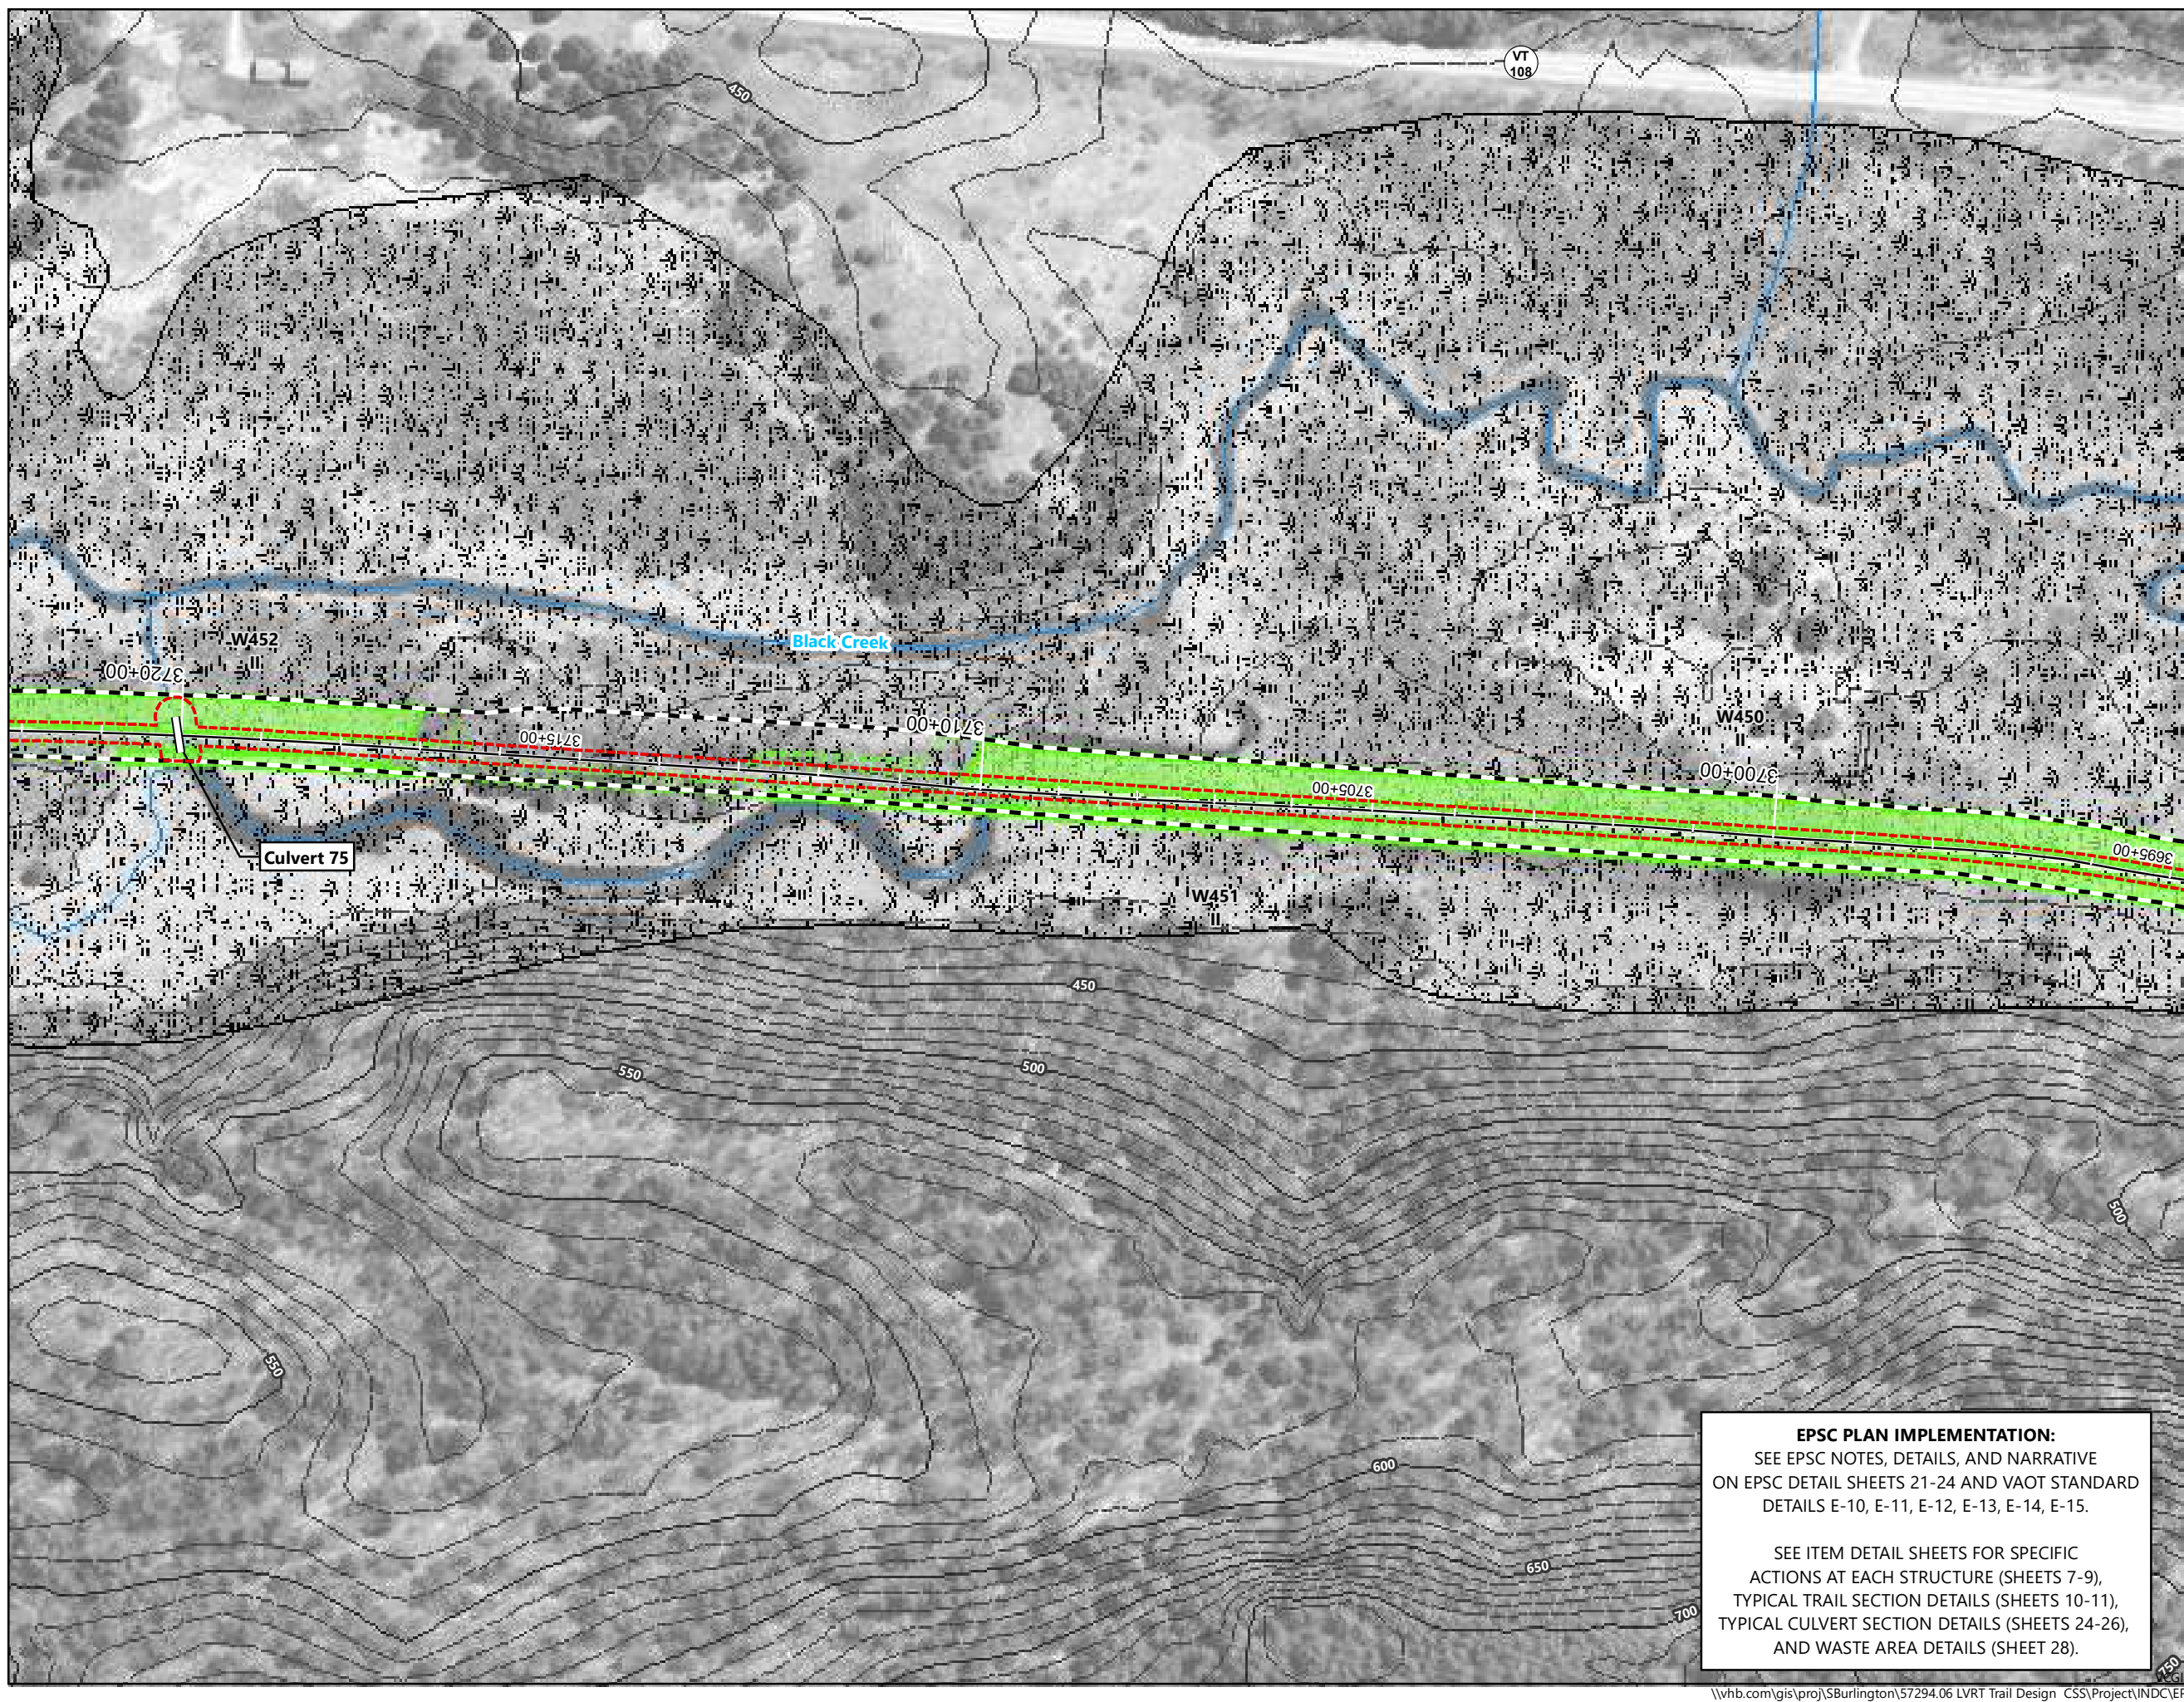 VT
108
450
Black Creek
W452
II
3720+00
3715+00
3710+00
3705+00
W450
II
3700+00
3695+00
Culvert 75
W451
II
450
500
550
500
550
600
650
700
750
EPSC PLAN IMPLEMENTATION:
SEE EPSC NOTES, DETAILS, AND NARRATIVE
ON EPSC DETAIL SHEETS 21-24 AND VAOT STANDARD
DETAILS E-10, E-11, E-12, E-13, E-14, E-15.
SEE ITEM DETAIL SHEETS FOR SPECIFIC
ACTIONS AT EACH STRUCTURE (SHEETS 7-9),
TYPICAL TRAIL SECTION DETAILS (SHEETS 10-11),
TYPICAL CULVERT SECTION DETAILS (SHEETS 24-26),
AND WASTE AREA DETAILS (SHEET 28).
\\vhb.com\gis\proj\SBurlington\57294.06 LVRT Trail Design CSS\Project\INDC\